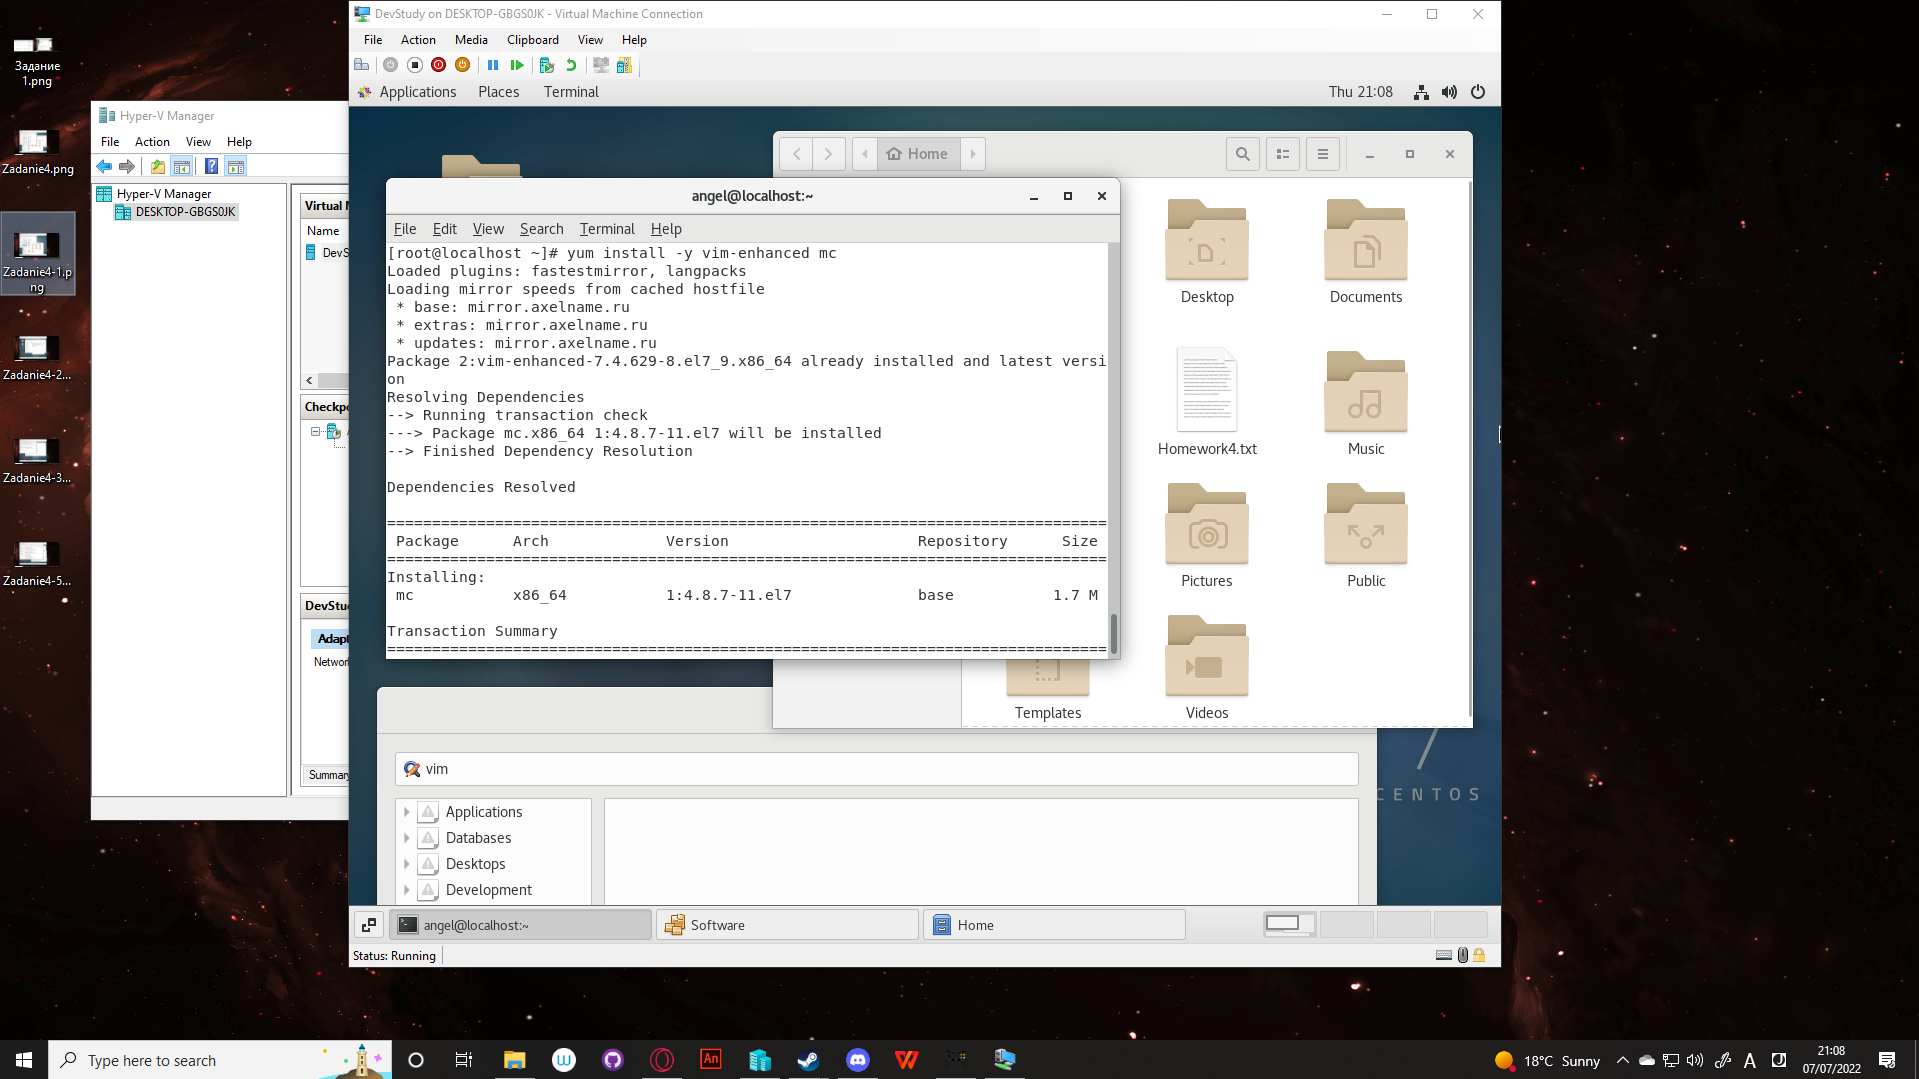 Задание
1.png
Zadanie4.png
Zadanie4-1.p
ng
Zadanie4-2...
Zadanie4-3...
Zadanie4-5...
Hyper-V Manager
File Action View Help
Hyper-V Manager
DESKTOP-GBGS0JK
Virtual
Name
DevS
Checkp
DevStu
Adapt
Networ
Summary
DevStudy on DESKTOP-GBGS0JK - Virtual Machine Connection
File Action Media Clipboard View Help
Applications Places Terminal Thu 21:08
Home
angel@localhost:~
File Edit View Search Terminal Help
[root@localhost ~]# yum install -y vim-enhanced mc
Loaded plugins: fastestmirror, langpacks
Loading mirror speeds from cached hostfile
* base: mirror.axelname.ru
* extras: mirror.axelname.ru
* updates: mirror.axelname.ru
Package 2:vim-enhanced-7.4.629-8.el7_9.x86_64 already installed and latest versi
on
Resolving Dependencies
--> Running transaction check
---> Package mc.x86_64 1:4.8.7-11.el7 will be installed
--> Finished Dependency Resolution
Dependencies Resolved
================================================================================
Package Arch Version Repository Size
================================================================================
Installing:
mc x86_64 1:4.8.7-11.el7 base 1.7 M
Transaction Summary
================================================================================
Desktop
Documents
Homework4.txt
Music
Pictures
Public
Templates
Videos
CENTOS
vim
Applications
Databases
Desktops
Development
angel@localhost:~
Software
Home
Status: Running
Type here to search
An
18°C Sunny
A
21:08
07/07/2022